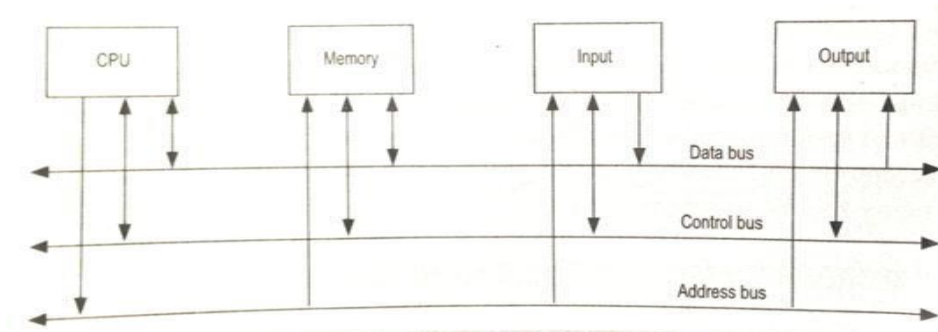 CPU
Memory
Input
Output
Data bus
Control bus
Address bus